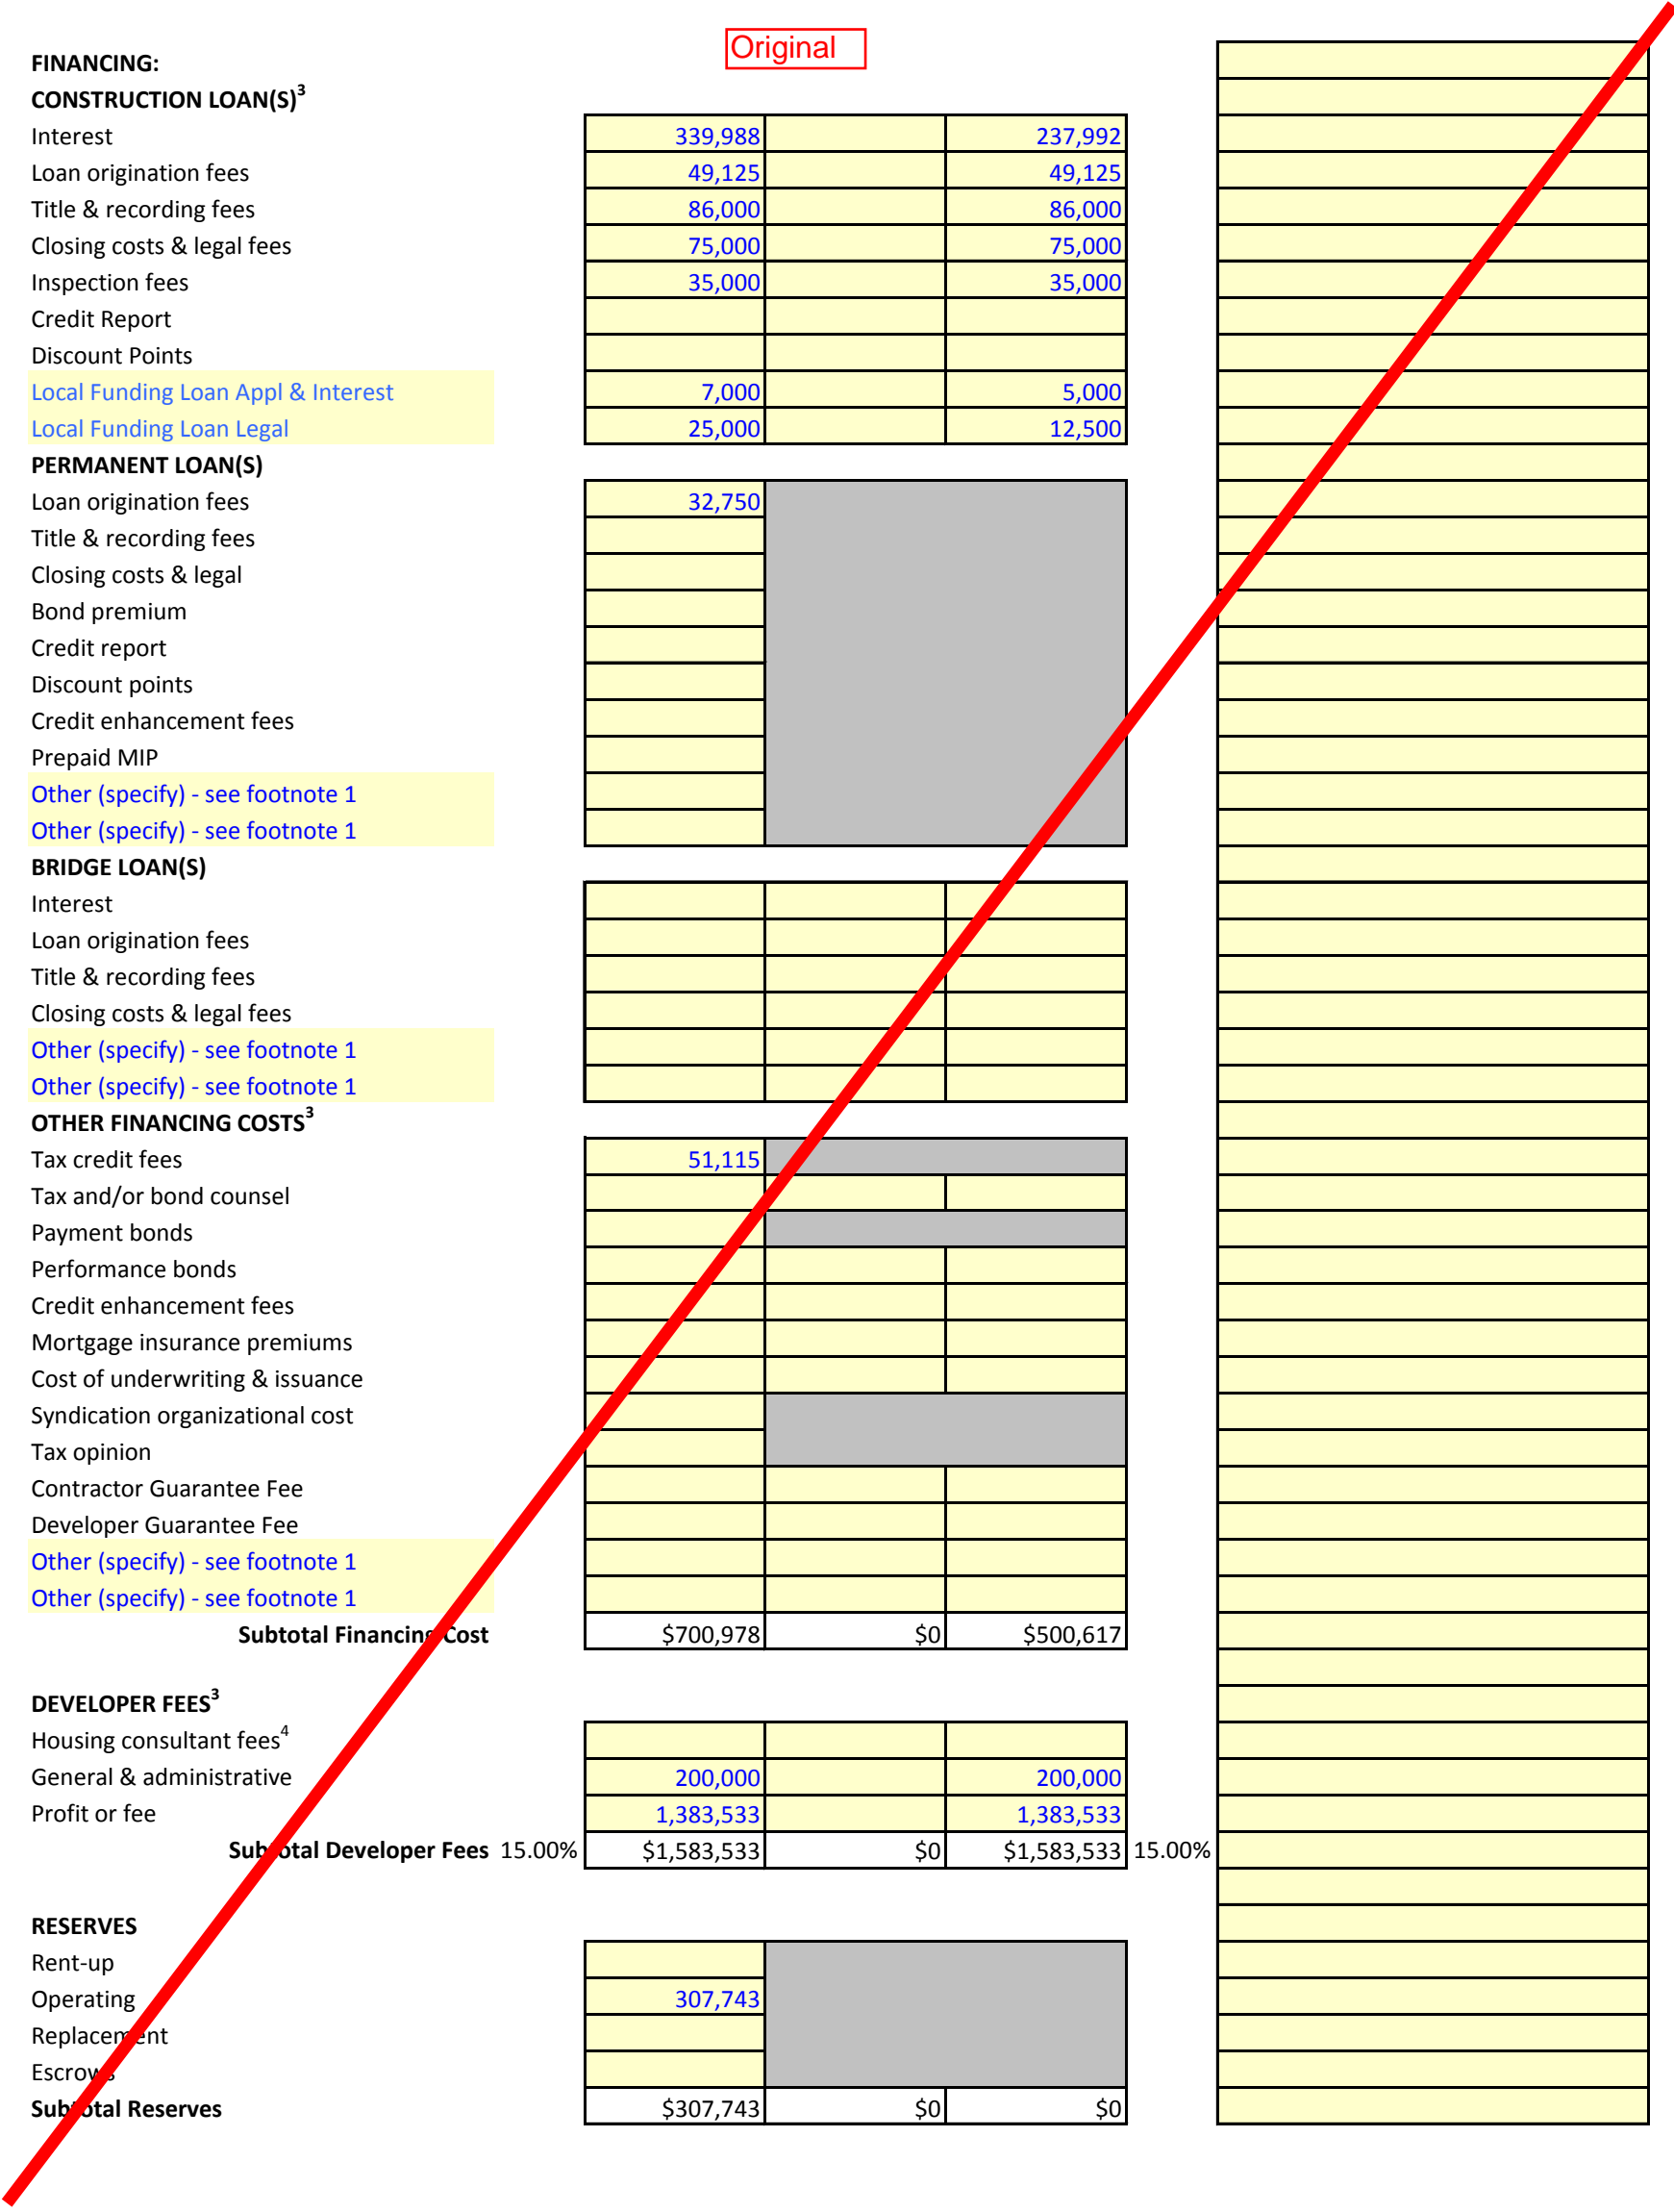 Original
FINANCING:
CONSTRUCTION LOAN(S)3
Interest 339,988 237,992
Loan origination fees 49,125 49,125
Title & recording fees 86,000 86,000
Closing costs & legal fees 75,000 75,000
Inspection fees 35,000 35,000
Credit Report
Discount Points
Local Funding Loan Appl & Interest 7,000 5,000
Local Funding Loan Legal 25,000 12,500
PERMANENT LOAN(S)
Loan origination fees 32,750
Title & recording fees
Closing costs & legal
Bond premium
Credit report
Discount points
Credit enhancement fees
Prepaid MIP
Other (specify) - see footnote 1
Other (specify) - see footnote 1
BRIDGE LOAN(S)
Interest
Loan origination fees
Title & recording fees
Closing costs & legal fees
Other (specify) - see footnote 1
Other (specify) - see footnote 1
OTHER FINANCING COSTS3
Tax credit fees 51,115
Tax and/or bond counsel
Payment bonds
Performance bonds
Credit enhancement fees
Mortgage insurance premiums
Cost of underwriting & issuance
Syndication organizational cost
Tax opinion
Contractor Guarantee Fee
Developer Guarantee Fee
Other (specify) - see footnote 1
Other (specify) - see footnote 1
Subtotal Financing Cost $700,978 $0 $500,617
DEVELOPER FEES3
Housing consultant fees4
General & administrative 200,000 200,000
Profit or fee 1,383,533 1,383,533
Subtotal Developer Fees 15.00% $1,583,533 $0 $1,583,533 15.00%
RESERVES
Rent-up
Operating 307,743
Replacement
Escrows
Subtotal Reserves $307,743 $0 $0